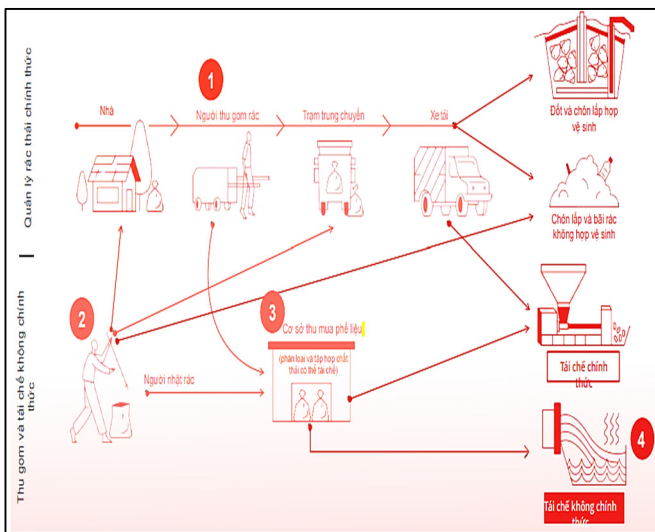 Quản lý rác thải chính thức
Thu gom và tái chế không chính
thức
1
Nhà
Người thu gom rác
Trạm trung chuyển
Xe tải
Đốt và chôn lấp hợp
vệ sinh
Chôn lấp và bãi rác
không hợp vệ sinh
2
Người nhặt rác
3
Cơ sở thu mua phế liệu
(phân loại và tập hợp chất
thải có thể tái chế)
Tái chế chính
thức
4
Tái chế không chính
thức